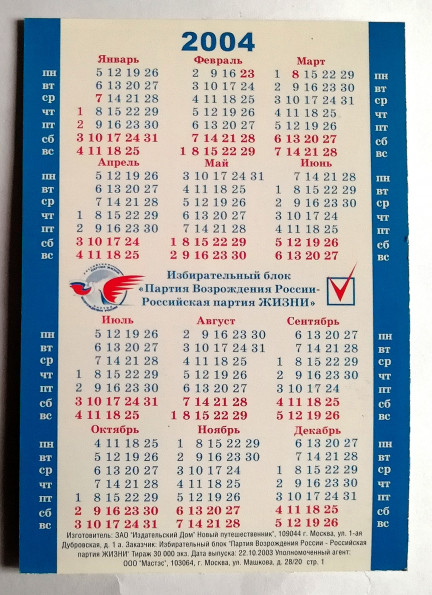 2004
Январь Февраль Март
пн 5 12 19 26 2 9 16 23 1 8 15 22 29 пн
вт 6 13 20 27 3 10 17 24 2 9 16 23 30 вт
ср 7 14 21 28 4 11 18 25 3 10 17 24 31 ср
чт 1 8 15 22 29 5 12 19 26 4 11 18 25 чт
пт 2 9 16 23 30 6 13 20 27 5 12 19 26 пт
сб 3 10 17 24 31 7 14 21 28 6 13 20 27 сб
вс 4 11 18 25 1 8 15 22 29 7 14 21 28 вс
Апрель Май Июнь
пн 5 12 19 26 3 10 17 24 31 7 14 21 28 пн
вт 6 13 20 27 4 11 18 25 1 8 15 22 29 вт
ср 7 14 21 28 5 12 19 26 2 9 16 23 30 ср
чт 1 8 15 22 29 6 13 20 27 3 10 17 24 чт
пт 2 9 16 23 30 7 14 21 28 4 11 18 25 пт
сб 3 10 17 24 1 8 15 22 29 5 12 19 26 сб
вс 4 11 18 25 2 9 16 23 30 6 13 20 27 вс
Избирательный блок
«Партия Возрождения России-
Российская партия ЖИЗНИ»
Июль Август Сентябрь
пн 5 12 19 26 2 9 16 23 30 6 13 20 27 пн
вт 6 13 20 27 3 10 17 24 31 7 14 21 28 вт
ср 7 14 21 28 4 11 18 25 1 8 15 22 29 ср
чт 1 8 15 22 29 5 12 19 26 2 9 16 23 30 чт
пт 2 9 16 23 30 6 13 20 27 3 10 17 24 пт
сб 3 10 17 24 31 7 14 21 28 4 11 18 25 сб
вс 4 11 18 25 1 8 15 22 29 5 12 19 26 вс
Октябрь Ноябрь Декабрь
пн 4 11 18 25 1 8 15 22 29 6 13 20 27 пн
вт 5 12 19 26 2 9 16 23 30 7 14 21 28 вт
ср 6 13 20 27 3 10 17 24 1 8 15 22 29 ср
чт 7 14 21 28 4 11 18 25 2 9 16 23 30 чт
пт 1 8 15 22 29 5 12 19 26 3 10 17 24 31 пт
сб 2 9 16 23 30 6 13 20 27 4 11 18 25 сб
вс 3 10 17 24 31 7 14 21 28 5 12 19 26 вс
Изготовитель: ЗАО "Издательский Дом" Новый путешественник", 109044 г. Москва, ул. 1-ая
Дубровская, д. 1 а. Заказчик: Избирательный блок "Партия Возрождения России - Российская
партия ЖИЗНИ" Тираж 30 000 экз. Дата выпуска: 22.10.2003 Уполномоченный агент:
ООО "Мастэс", 103064, г. Москва, ул. Машкова, д. 28/20 стр. 1